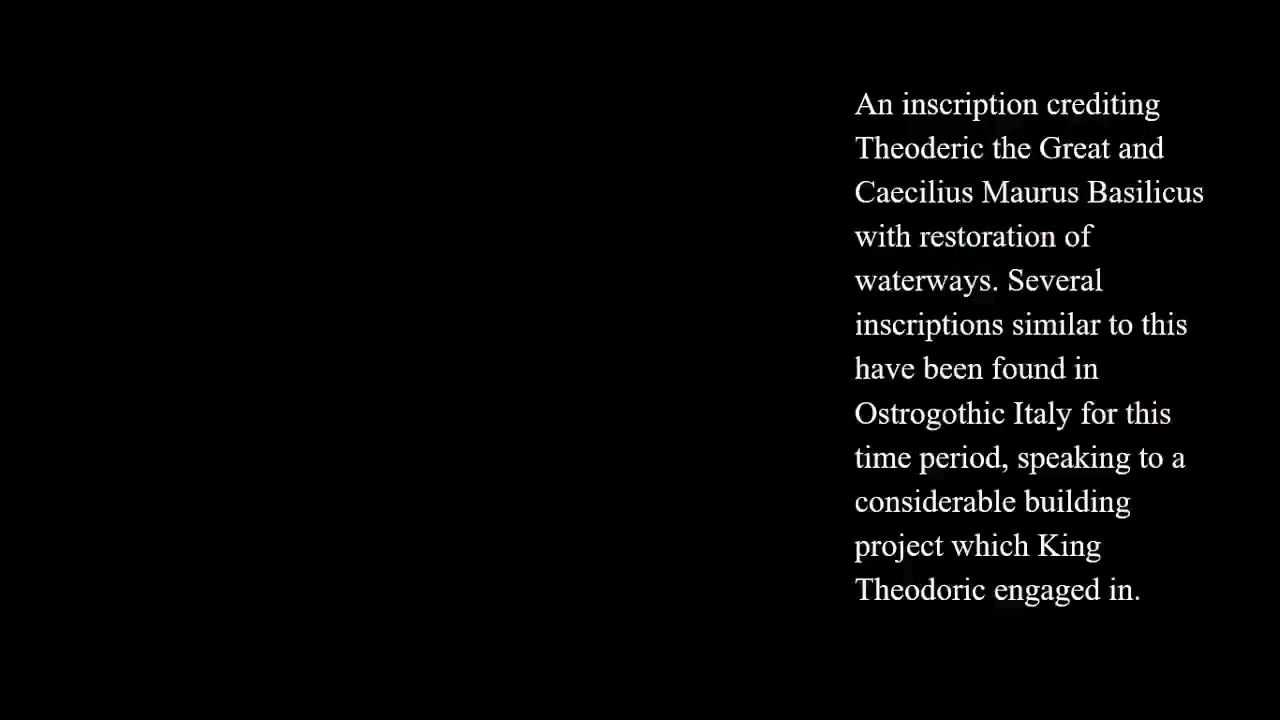 An inscription crediting
Theoderic the Great and
Caecilius Maurus Basilicus
with restoration of
waterways. Several
inscriptions similar to this
have been found in
Ostrogothic Italy for this
time period, speaking to a
considerable building
project which King
Theodoric engaged in.